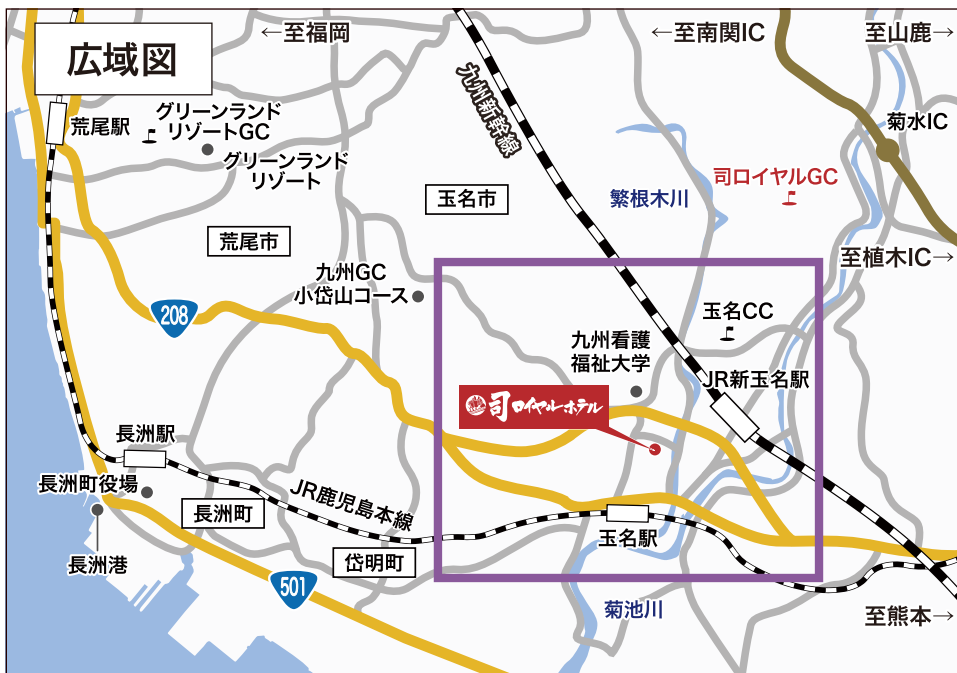 広域図
←至福岡
←至南関IC
至山鹿→
荒尾駅
グリーンランド
リゾートGC
グリーンランド
リゾート
九州新幹線
菊水IC
司ロイヤルGC
繁根木川
玉名市
荒尾市
至植木IC→
九州GC
小岱山コース
208
玉名CC
九州看護
福祉大学
JR新玉名駅
司ロイヤルホテル
長洲駅
長洲町役場
JR鹿児島本線
長洲町
玉名駅
長洲港
岱明町
501
菊池川
至熊本→